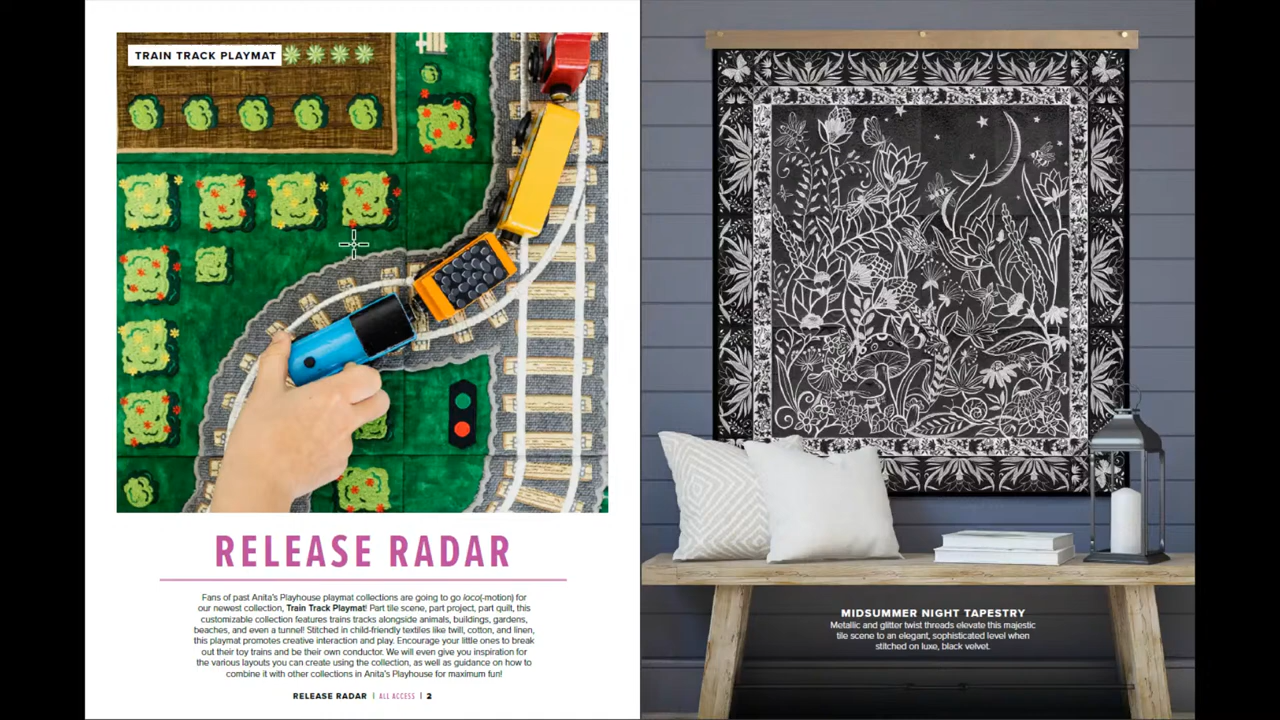 TRAIN TRACK PLAYMAT
RELEASE RADAR
Fans of past Anita's Playhouse playmat collections are going to go loco(-motion) for
our newest collection, Train Track Playmat! Part tile scene, part project, part quilt, this
customizable collection features trains tracks alongside animals, buildings, gardens,
beaches, and even a tunnel! Stitched in child-friendly textiles like twill, cotton, and linen,
this playmat promotes creative interaction and play. Encourage your little ones to break
out their toy trains and be their own conductor. We will even give you inspiration for
the various layouts you can create using the collection, as well as guidance on how to
combine it with other collections in Anita's Playhouse for maximum fun!
RELEASE RADAR | ALL ACCESS | 2
MIDSUMMER NIGHT TAPESTRY
Metallic and glitter twist threads elevate this majestic
tile scene to an elegant, sophisticated level when
stitched on luxe, black velvet.